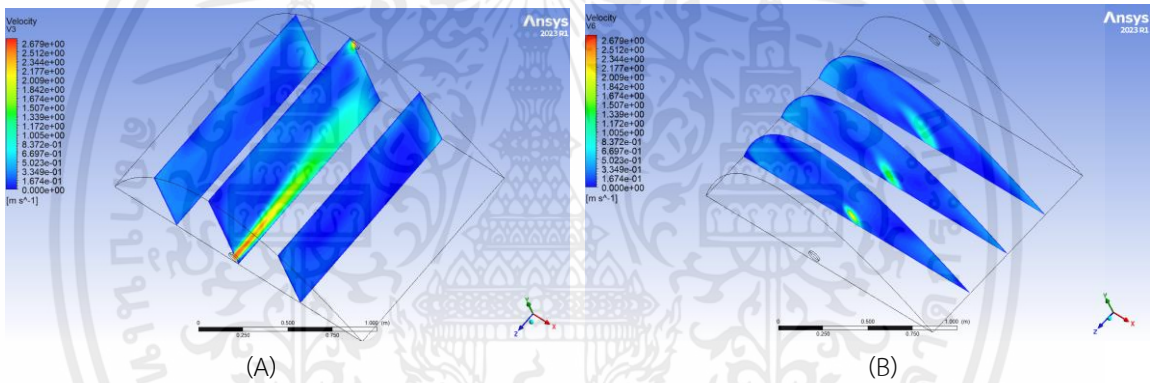 Velocity
V3
2.679e+00
2.512e+00
2.344e+00
2.177e+00
2.009e+00
1.842e+00
1.674e+00
1.507e+00
1.339e+00
1.172e+00
1.005e+00
8.372e-01
6.697e-01
5.023e-01
3.349e-01
1.674e-01
0.000e+00
[m s^-1]
Ansys
2023 R1
0 0.500 1.000 (m)
0.250 0.750
Y
X
Z
(A)
Velocity
V6
2.679e+00
2.512e+00
2.344e+00
2.177e+00
2.009e+00
1.842e+00
1.674e+00
1.507e+00
1.339e+00
1.172e+00
1.005e+00
8.372e-01
6.697e-01
5.023e-01
3.349e-01
1.674e-01
0.000e+00
[m s^-1]
Ansys
2023 R1
0 0.500 1.000 (m)
0.250 0.750
Y
X
Z
(B)